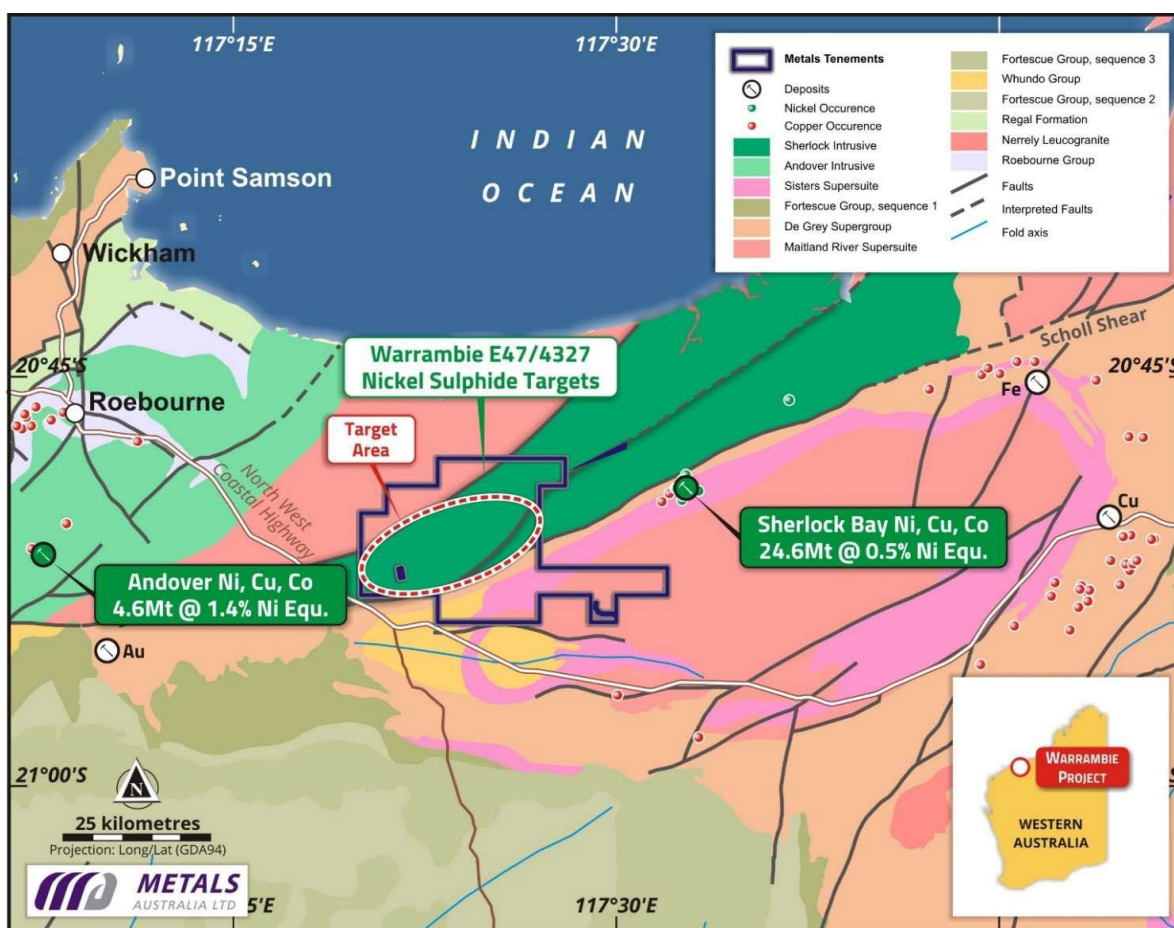 117°15'E
117°30'E
INDIAN
OCEAN
Metals Tenements
Deposits
Nickel Occurence
Copper Occurence
Sherlock Intrusive
Andover Intrusive
Sisters Supersuite
Fortescue Group, sequence 1
De Grey Supergroup
Maitland River Supersuite
Fortescue Group, sequence 3
Whundo Group
Fortescue Group, sequence 2
Regal Formation
Nerrely Leucogranite
Roebourne Group
Faults
Interpreted Faults
Fold axis
Point Samson
Wickham
Roebourne
20°45'S
20°45'S
Scholl Shear
Warrambie E47/4327
Nickel Sulphide Targets
Target
Area
North West
Coastal Highway
Fe
Cu
Sherlock Bay Ni, Cu, Co
24.6Mt @ 0.5% Ni Equ.
Andover Ni, Cu, Co
4.6Mt @ 1.4% Ni Equ.
Au
21°00'S
S
N
25 kilometres
Projection: Long/Lat (GDA94)
METALS
AUSTRALIA LTD
5'E
117°30'E
WARRAMBIE
PROJECT
WESTERN
AUSTRALIA